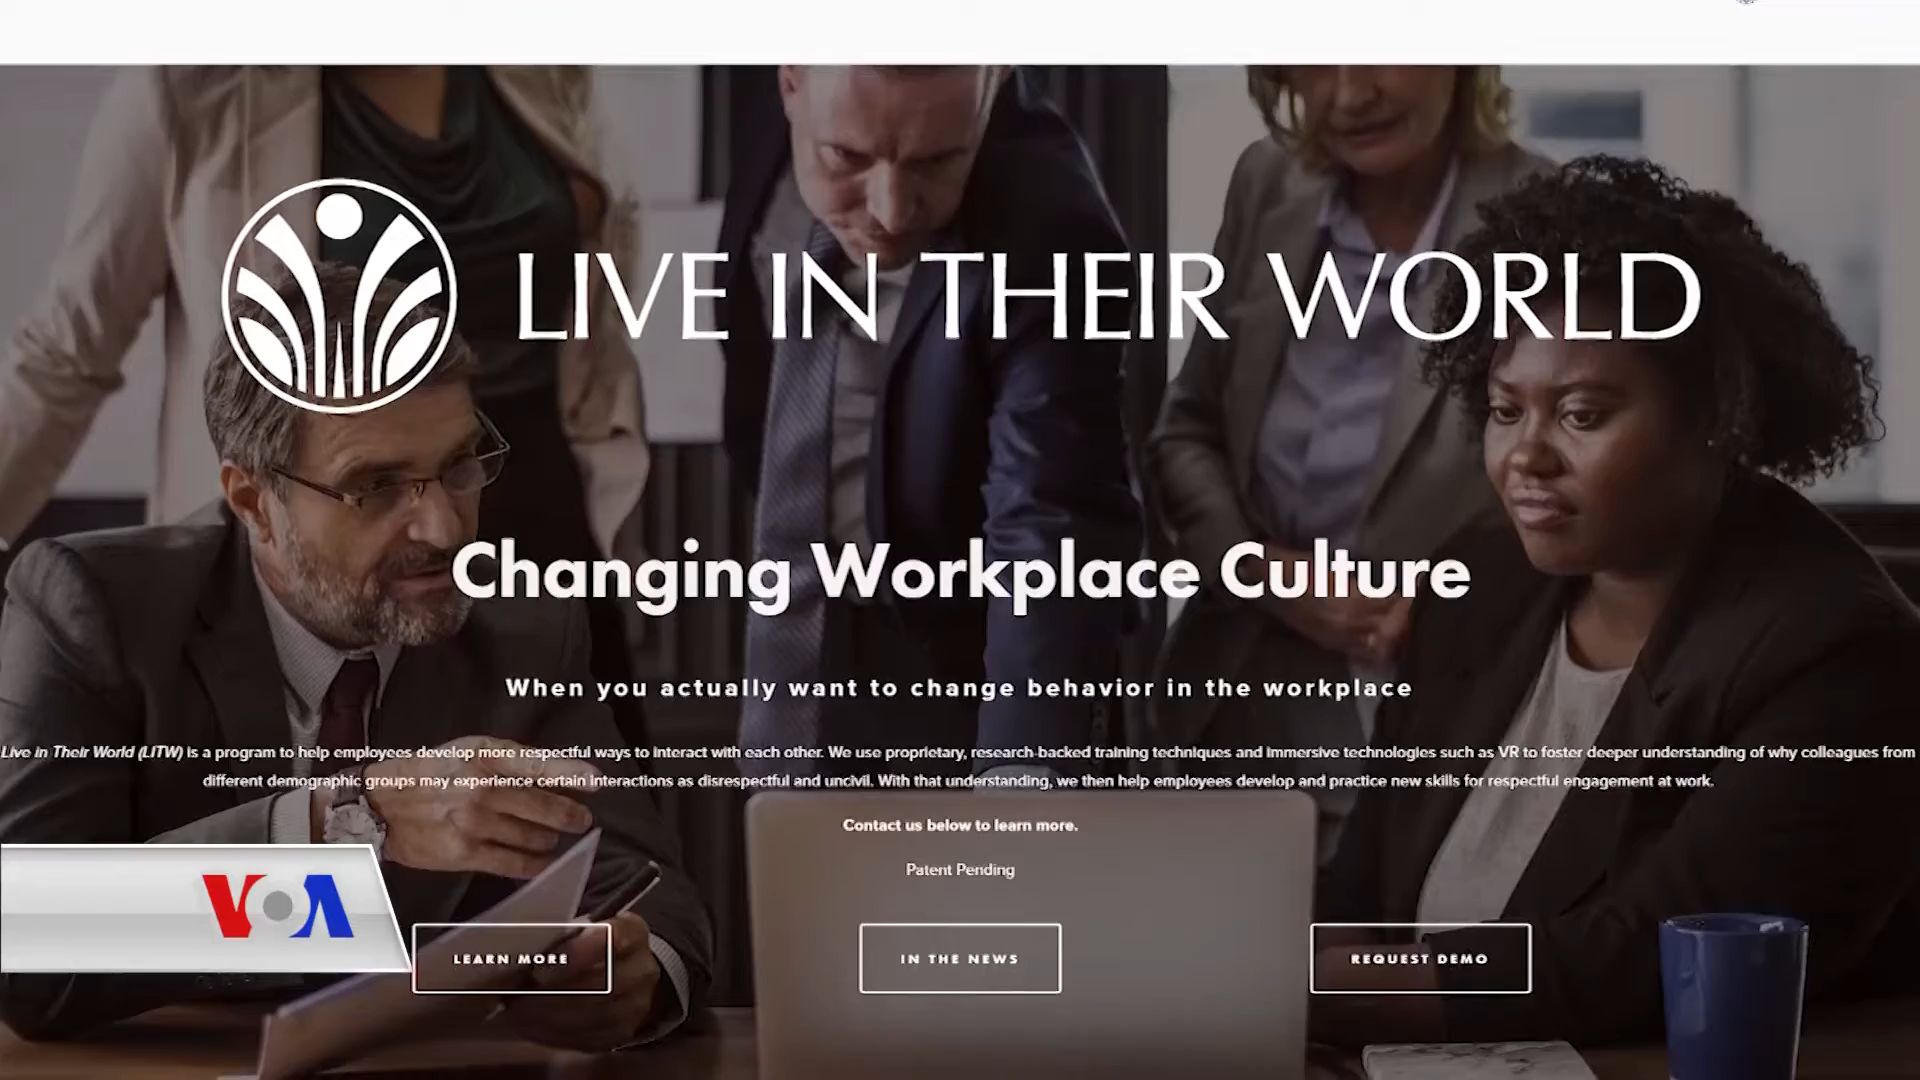 LIVE IN THEIR WORLD
Changing Workplace Culture
When you actually want to change behavior in the workplace
Live in Their World (LITW) is a program to help employees develop more respectful ways to interact with each other. We use proprietary, research-backed training techniques and immersive technologies such as VR to foster deeper understanding of why colleagues from
different demographic groups may experience certain interactions as disrespectful and uncivil. With that understanding, we then help employees develop and practice new skills for respectful engagement at work.
Contact us below to learn more.
Patent Pending
VOA
LEARN MORE
IN THE NEWS
REQUEST DEMO